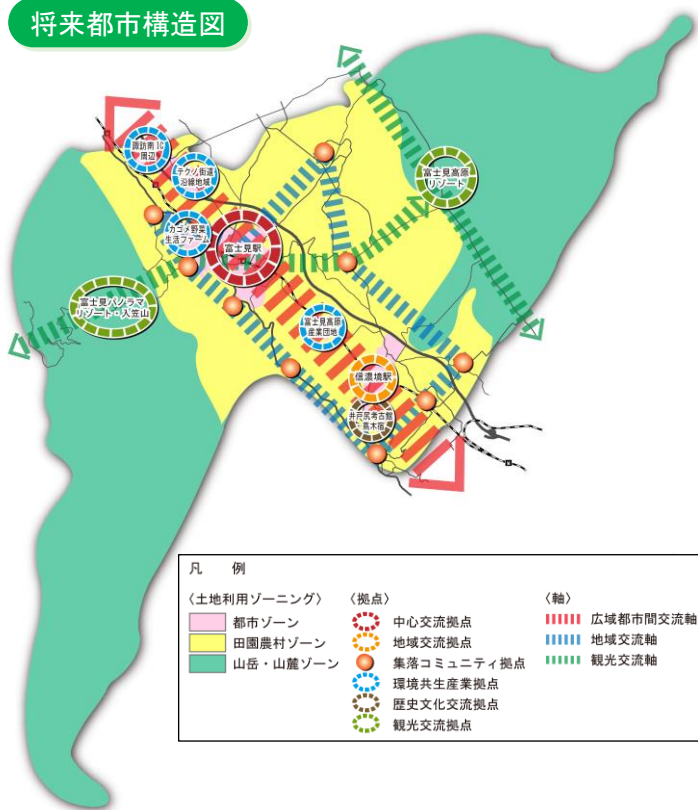 将来都市構造図
諏訪南IC
周辺
テクノ街道
沿線地域
富士見高原
リゾート
カゴメ野菜
生活ファーム
富士見駅
富士見パノラマ
リゾート・入笠山
富士見高原
産業団地
信濃境駅
井戸尻考古館
・高木宿
凡 例
〈土地利用ゾーニング〉
都市ゾーン
田園農村ゾーン
山岳・山麓ゾーン
〈拠点〉
中心交流拠点
地域交流拠点
集落コミュニティ拠点
環境共生産業拠点
歴史文化交流拠点
観光交流拠点
〈軸〉
広域都市間交流軸
地域交流軸
観光交流軸